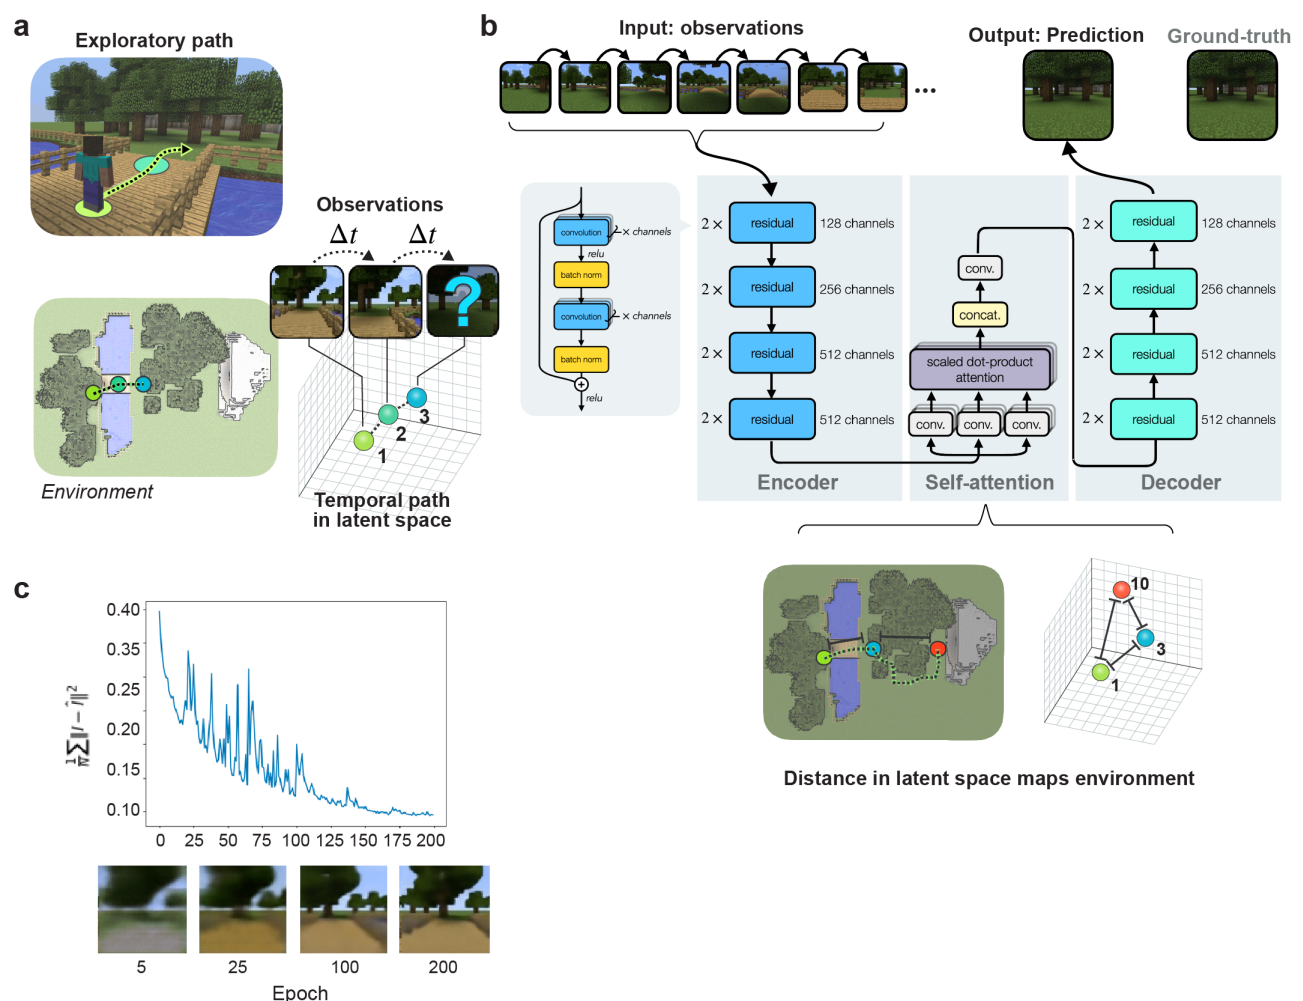 a
Exploratory path
Observations
Δt Δt
?
1
2
3
Environment
Temporal path
in latent space
b
Input: observations
...
Output: Prediction
Ground-truth
convolution
2 × channels
relu
batch norm
convolution
2 × channels
batch norm
+
relu
2 × residual 128 channels
2 × residual 256 channels
2 × residual 512 channels
2 × residual 512 channels
Encoder
conv.
concat.
scaled dot-product
attention
conv. conv. conv.
Self-attention
2 × residual 128 channels
2 × residual 256 channels
2 × residual 512 channels
2 × residual 512 channels
Decoder
10
3
1
Distance in latent space maps environment
c
0.40
0.35
0.25
0.20
0.15
0.10
1/N ∑ ‖I − Î‖²
0 25 50 75 100 125 150 175 200
5 25 100 200
Epoch